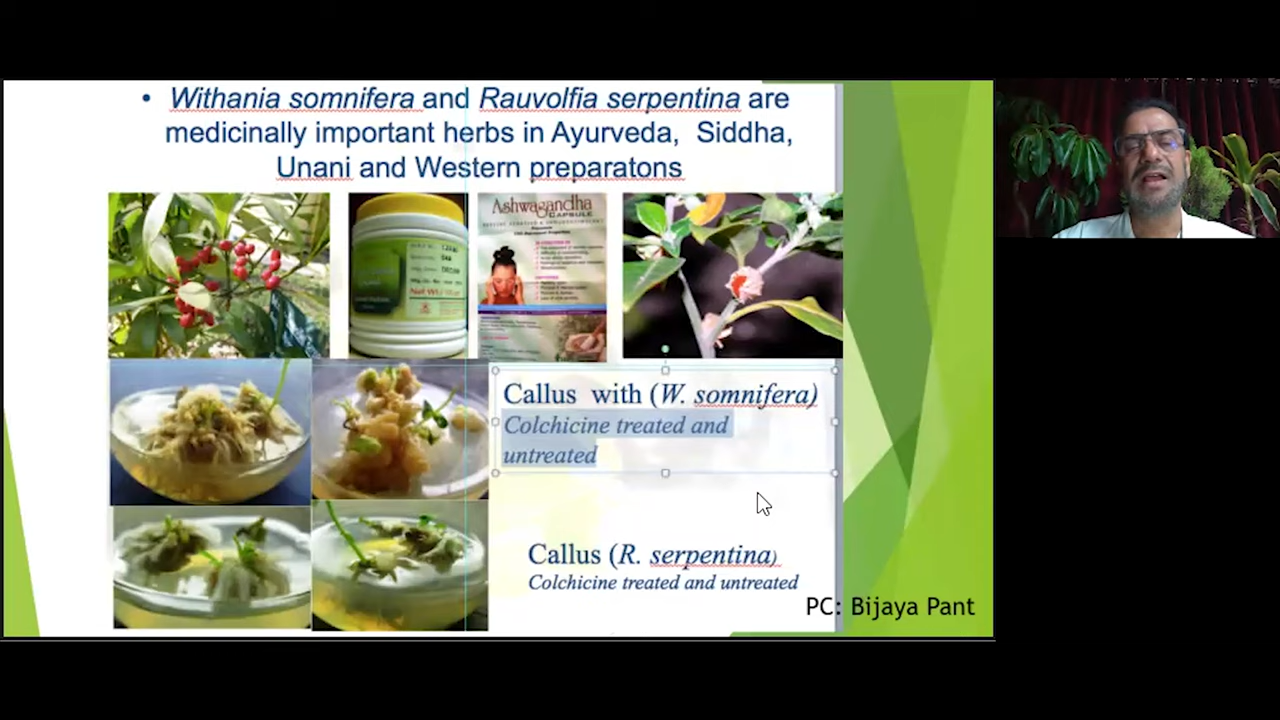 • Withania somnifera and Rauvolfia serpentina are
medicinally important herbs in Ayurveda, Siddha,
Unani and Western preparatons
Ashwagandha
CAPSULE
Callus with (W. somnifera)
Colchicine treated and
untreated
Callus (R. serpentina)
Colchicine treated and untreated
PC: Bijaya Pant